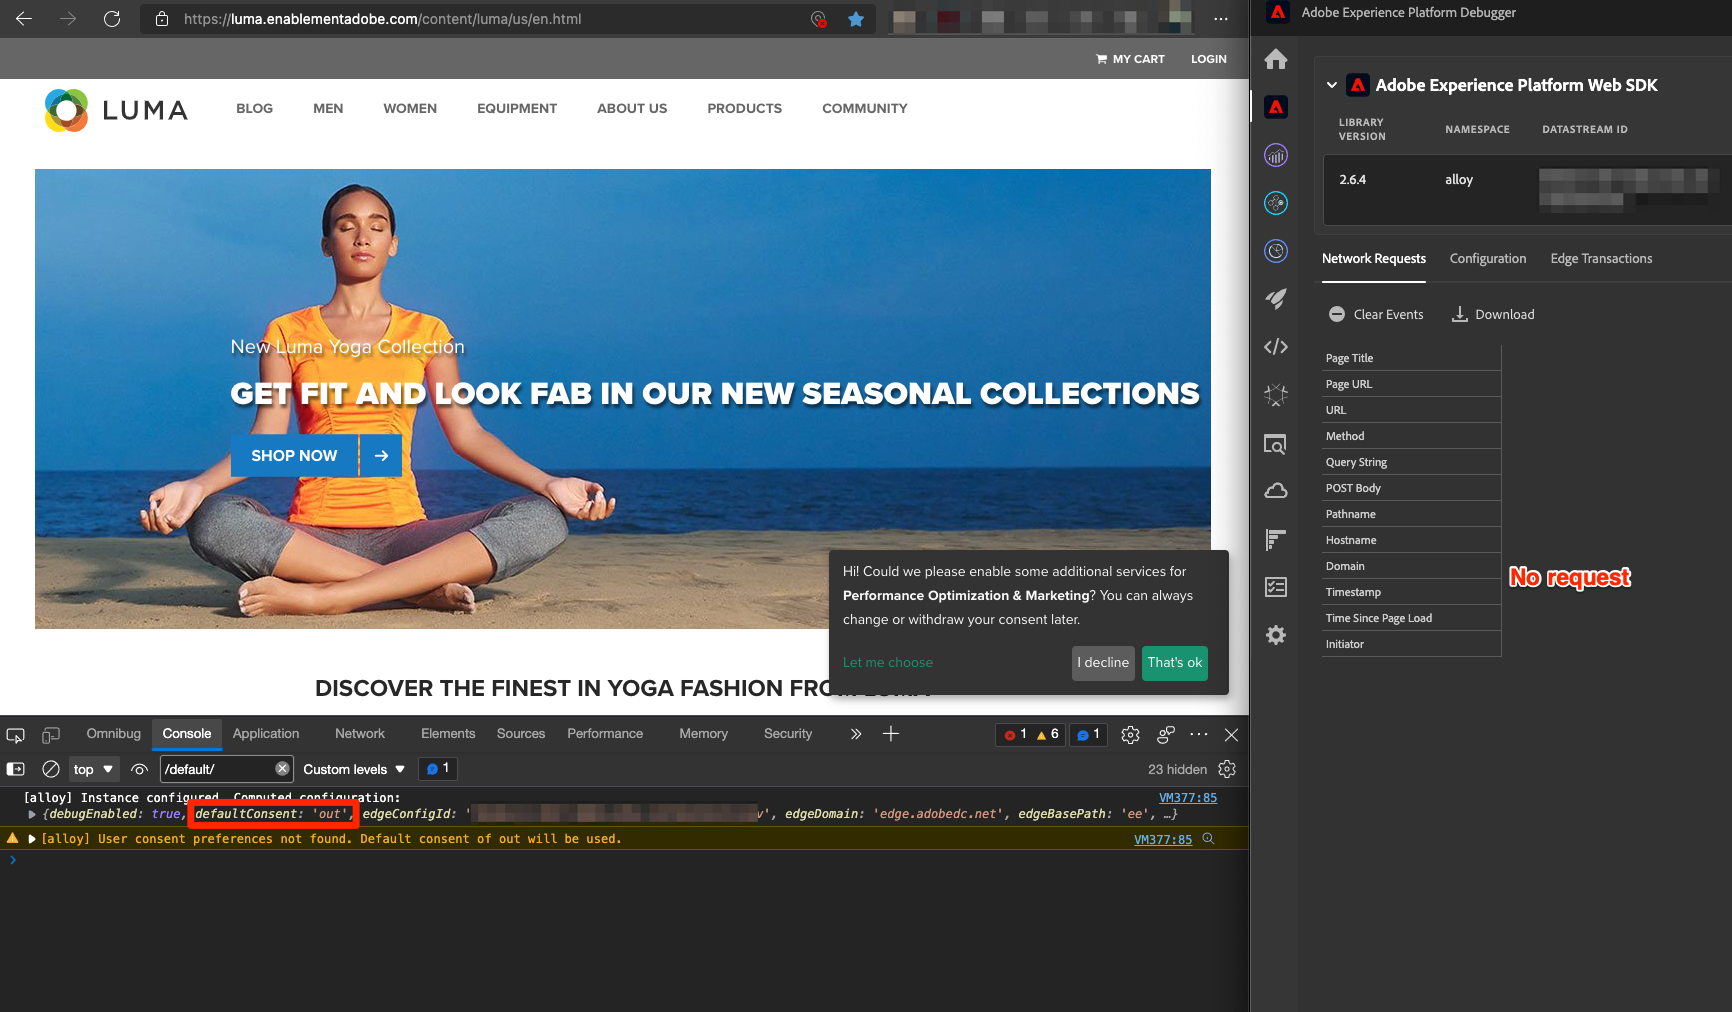 https://luma.enablementadobe.com/content/luma/us/en.html
MY CART LOGIN
LUMA BLOG MEN WOMEN EQUIPMENT ABOUT US PRODUCTS COMMUNITY
New Luma Yoga Collection
GET FIT AND LOOK FAB IN OUR NEW SEASONAL COLLECTIONS
SHOP NOW →
Hi! Could we please enable some additional services for
Performance Optimization & Marketing? You can always
change or withdraw your consent later.
Let me choose I decline That's ok
DISCOVER THE FINEST IN YOGA FASHION FROM LUMA
Omnibug Console Application Network Elements Sources Performance Memory Security 1 6 1
top /default/ Custom levels 1 23 hidden
[alloy] Instance configured. Computed configuration: VM377:85
{debugEnabled: true, defaultConsent: 'out', edgeConfigId: ' v', edgeDomain: 'edge.adobedc.net', edgeBasePath: 'ee', …}
[alloy] User consent preferences not found. Default consent of out will be used. VM377:85
Adobe Experience Platform Debugger
Adobe Experience Platform Web SDK
LIBRARY VERSION NAMESPACE DATASTREAM ID
2.6.4 alloy
Network Requests Configuration Edge Transactions
Clear Events Download
Page Title
Page URL
URL
Method
Query String
POST Body
Pathname
Hostname
Domain
No request
Timestamp
Time Since Page Load
Initiator